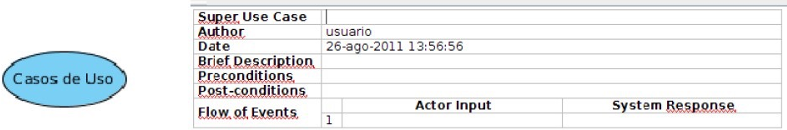 Casos de Uso
Super Use Case
Author usuario
Date 26-ago-2011 13:56:56
Brief Description
Preconditions
Post-conditions
Flow of Events Actor Input System Response
1